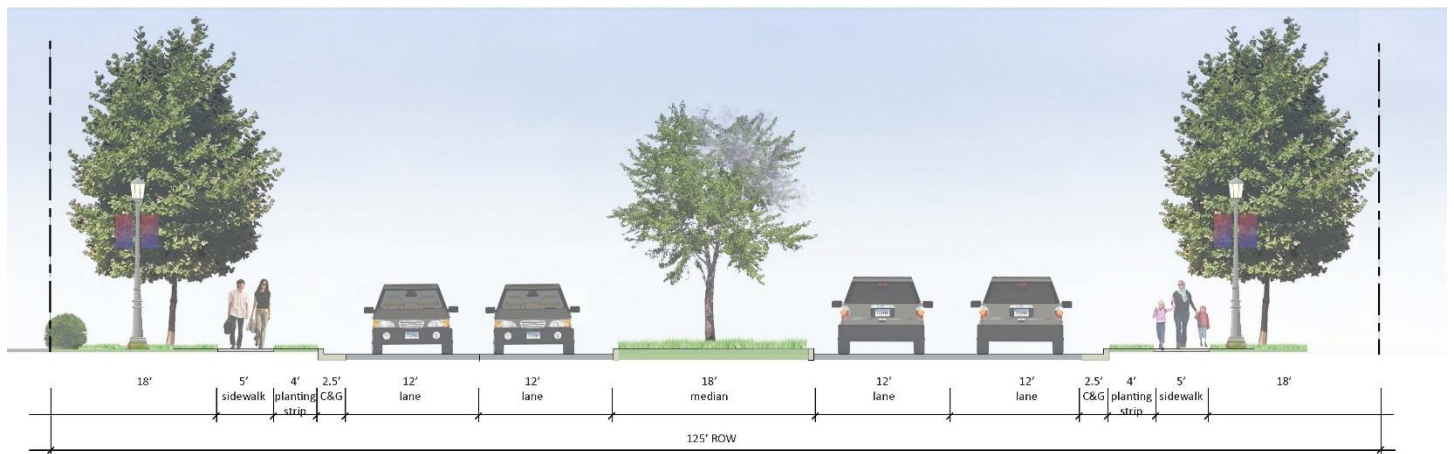 18' 5' 4' 2.5' 12' 12' 18' 12' 12' 2.5' 4' 5' 18'
sidewalk planting C&G lane lane median lane lane C&G planting sidewalk
strip strip
125' ROW